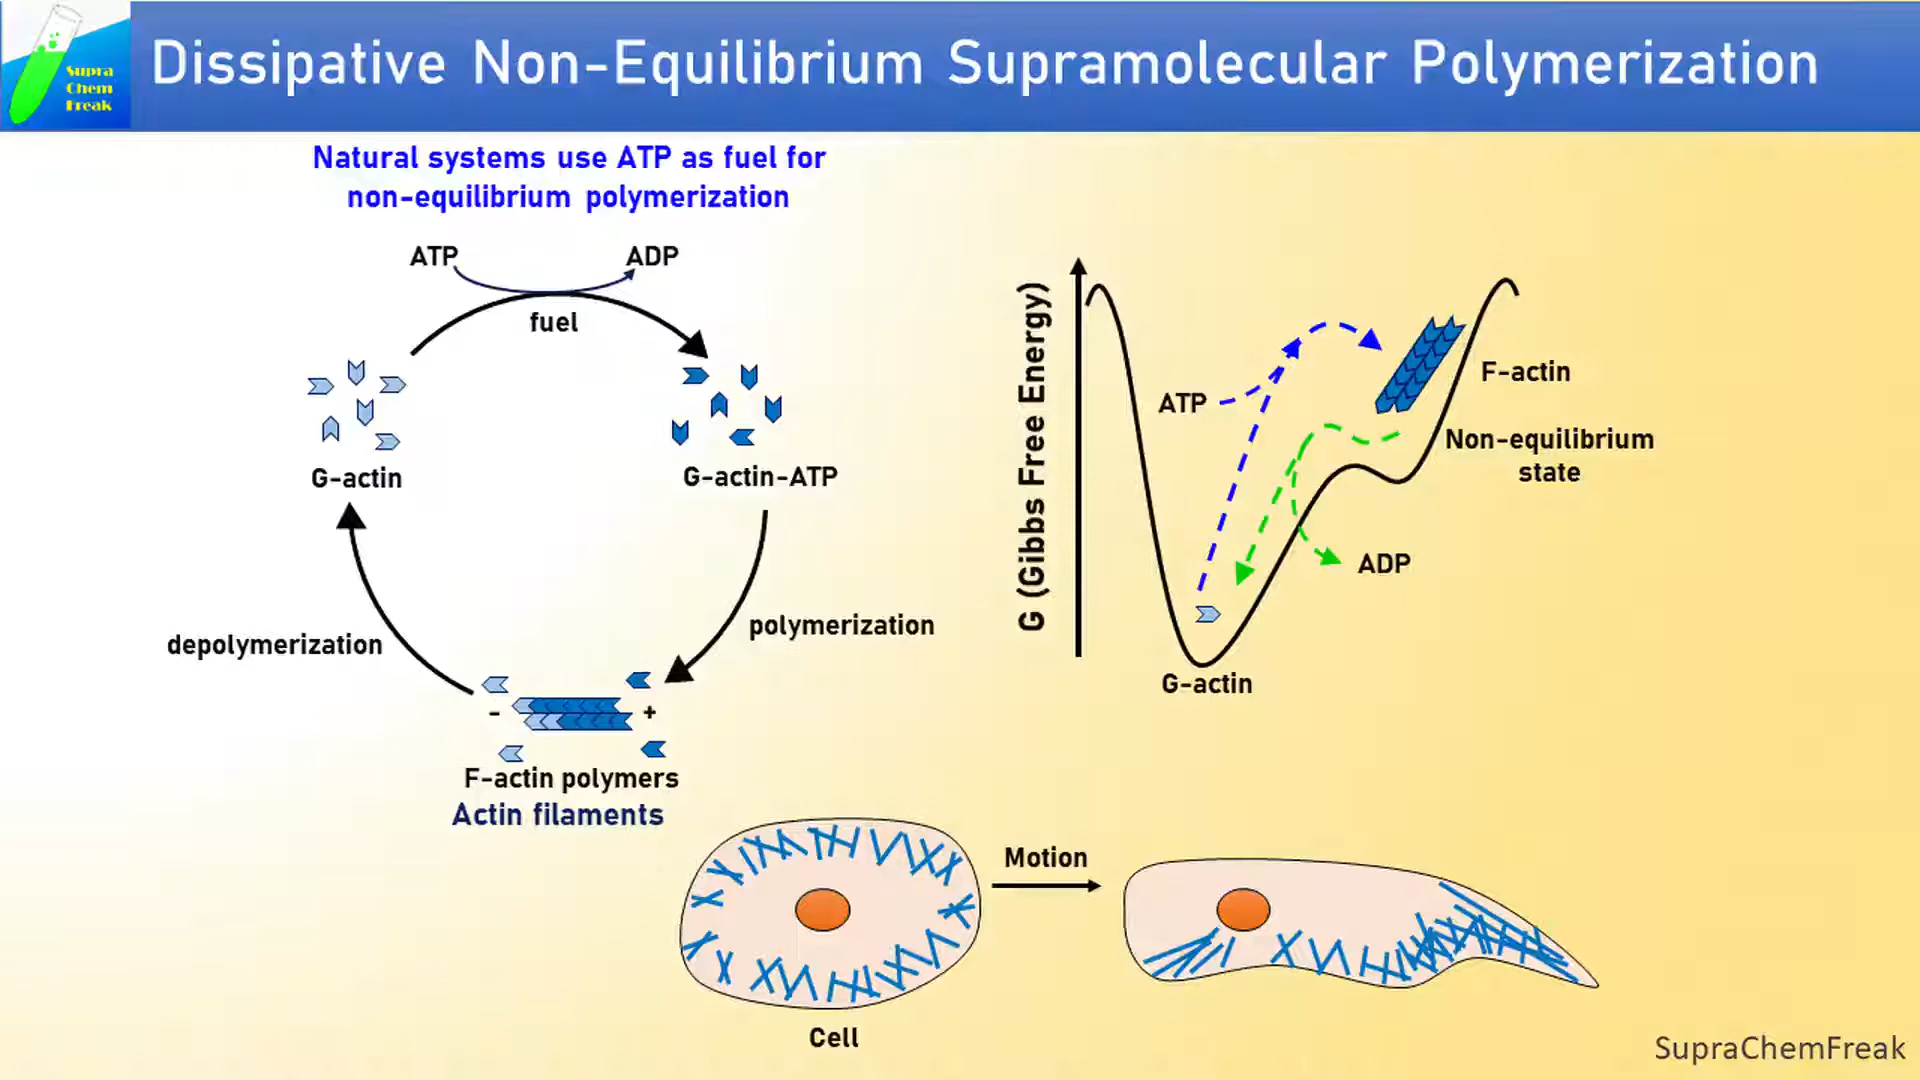 Supra
Chem
Freak
Dissipative Non-Equilibrium Supramolecular Polymerization
Natural systems use ATP as fuel for
non-equilibrium polymerization
ATP
ADP
fuel
G-actin
G-actin-ATP
depolymerization
polymerization
-
+
F-actin polymers
Actin filaments
G (Gibbs Free Energy)
ATP
F-actin
Non-equilibrium
state
ADP
G-actin
Motion
Cell
SupraChemFreak